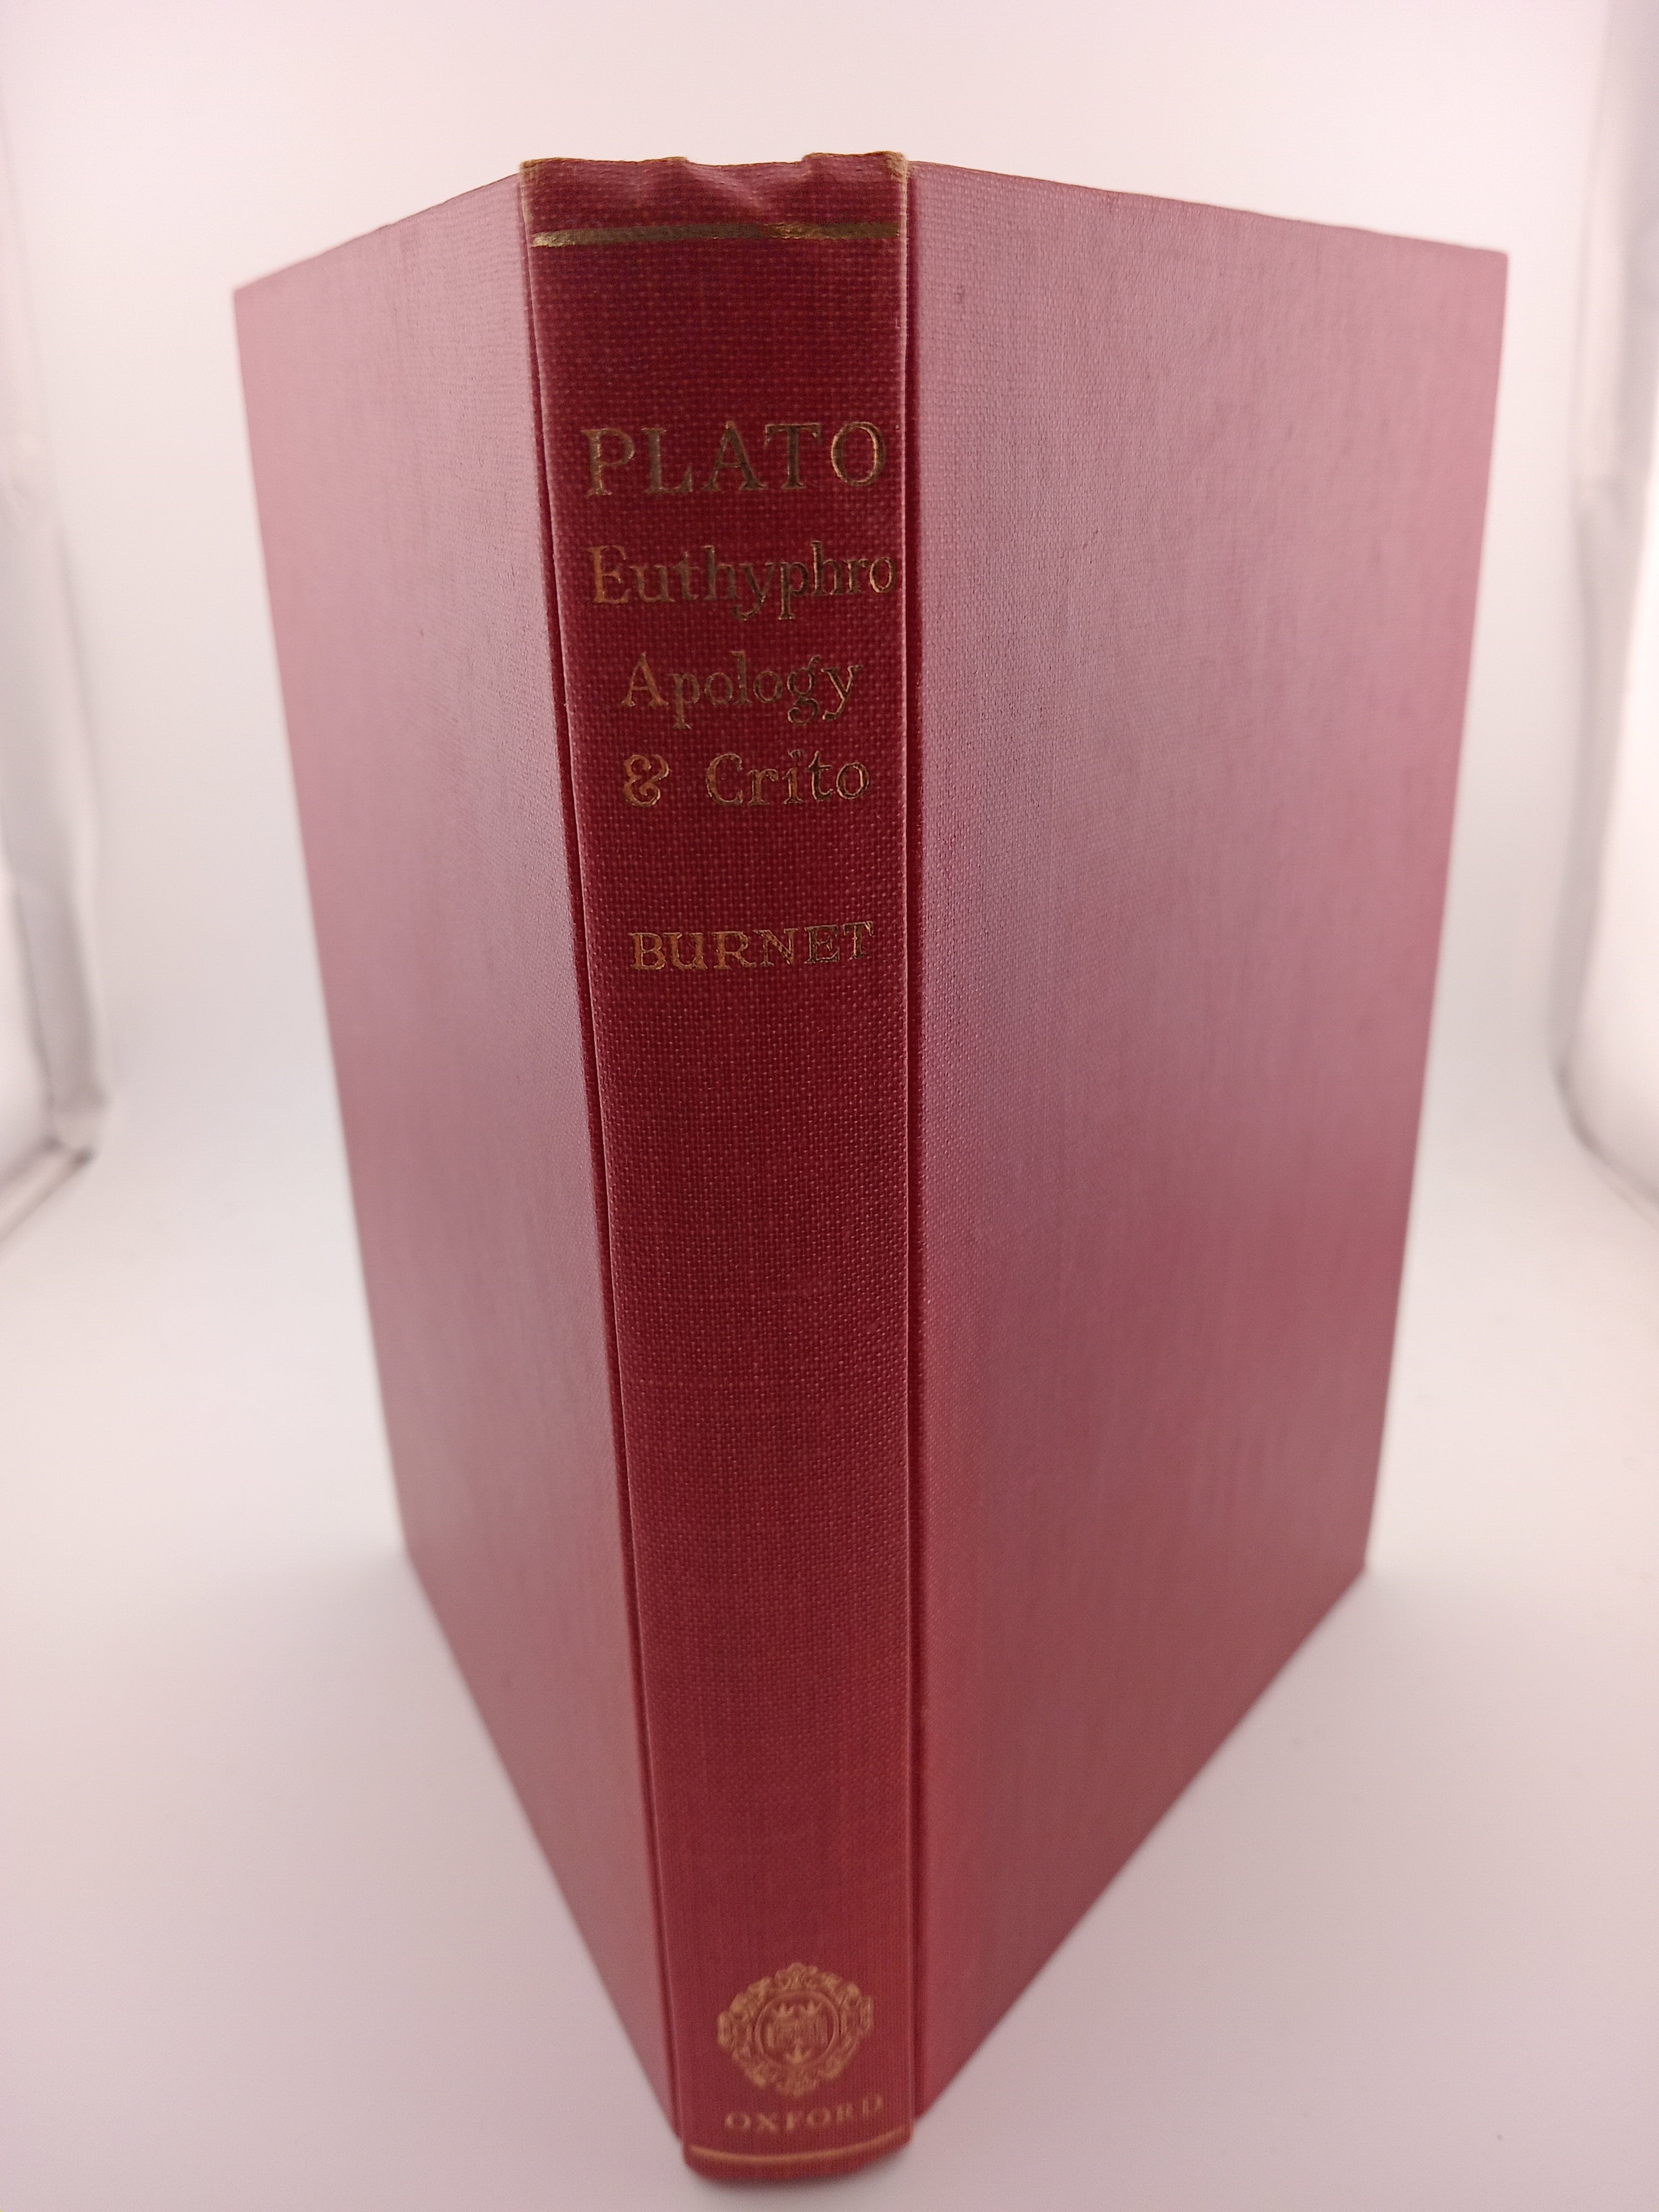 PLATO
Euthyphro
Apology
& Crito
BURNET
OXFORD